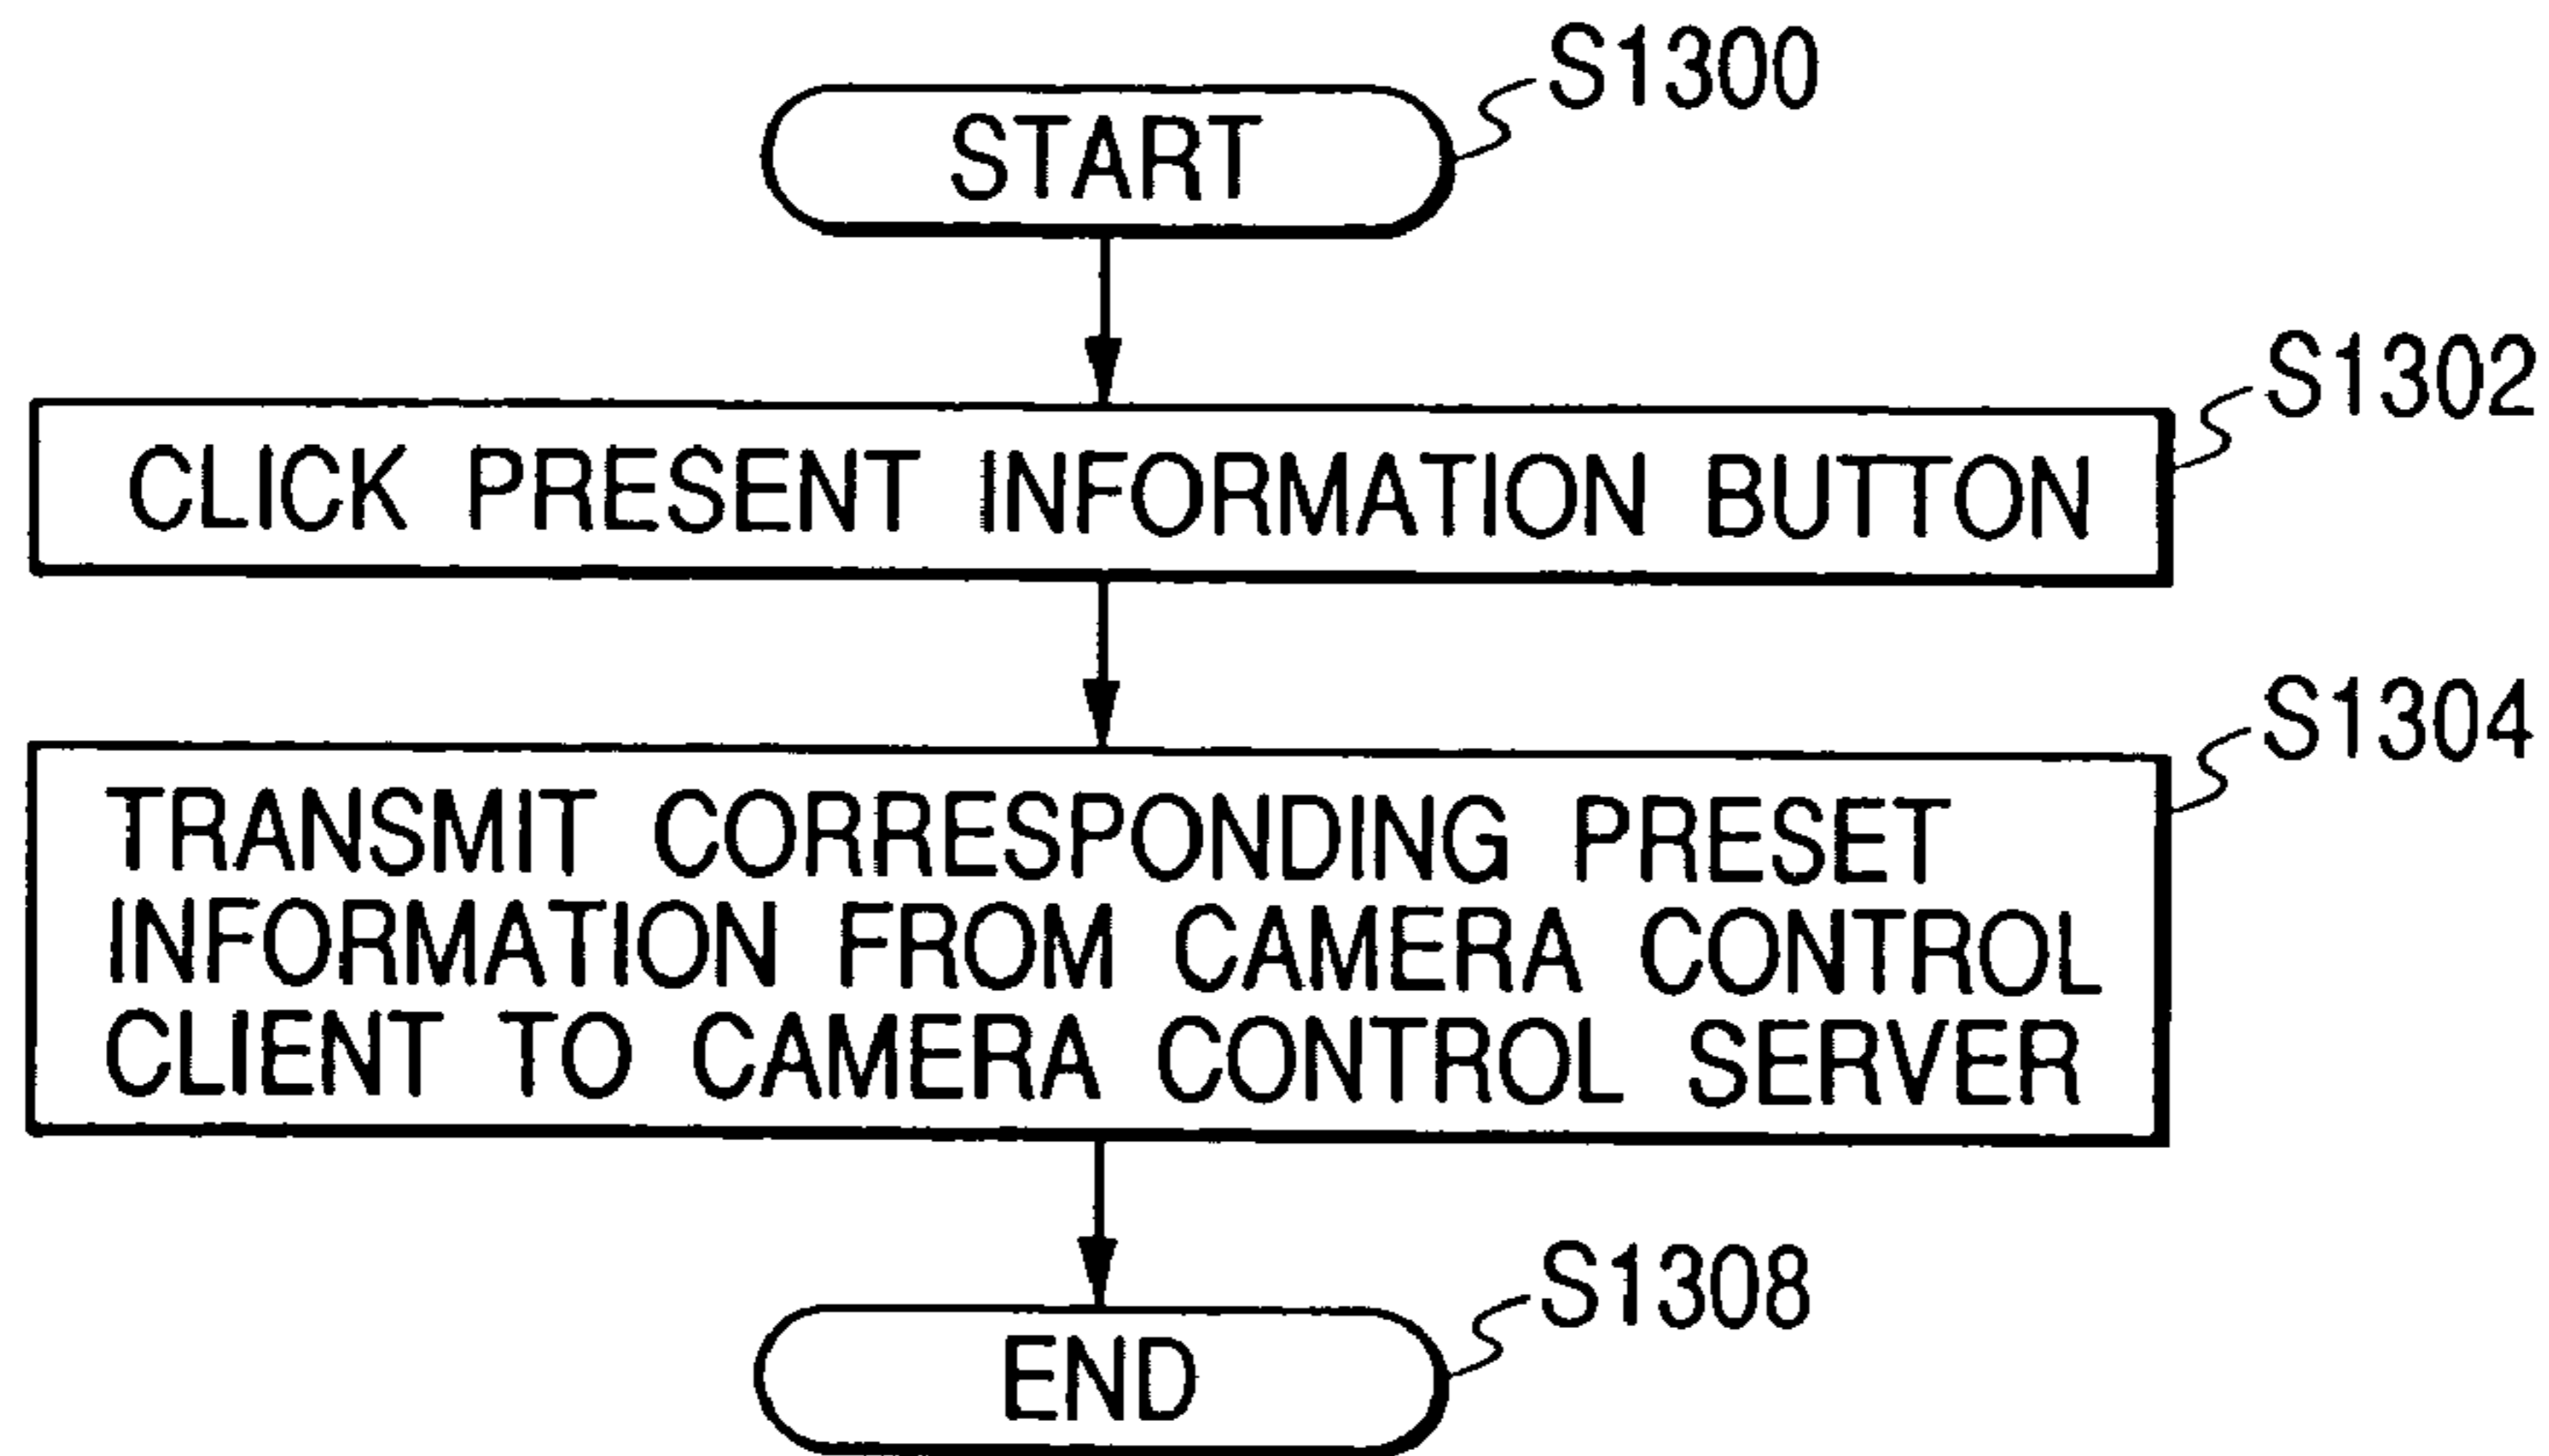 START
S1300
CLICK PRESENT INFORMATION BUTTON
S1302
TRANSMIT CORRESPONDING PRESET
INFORMATION FROM CAMERA CONTROL
CLIENT TO CAMERA CONTROL SERVER
S1304
END
S1308